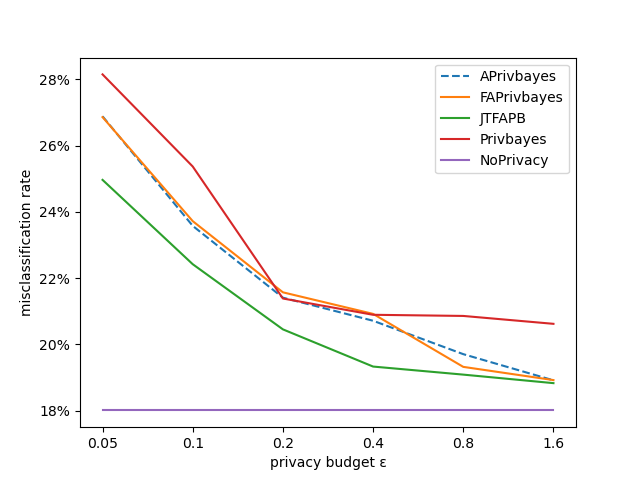 28%
26%
24%
22%
20%
18%
misclassification rate
APrivbayes
FAPrivbayes
JTFAPB
Privbayes
NoPrivacy
0.05 0.1 0.2 0.4 0.8 1.6
privacy budget ε